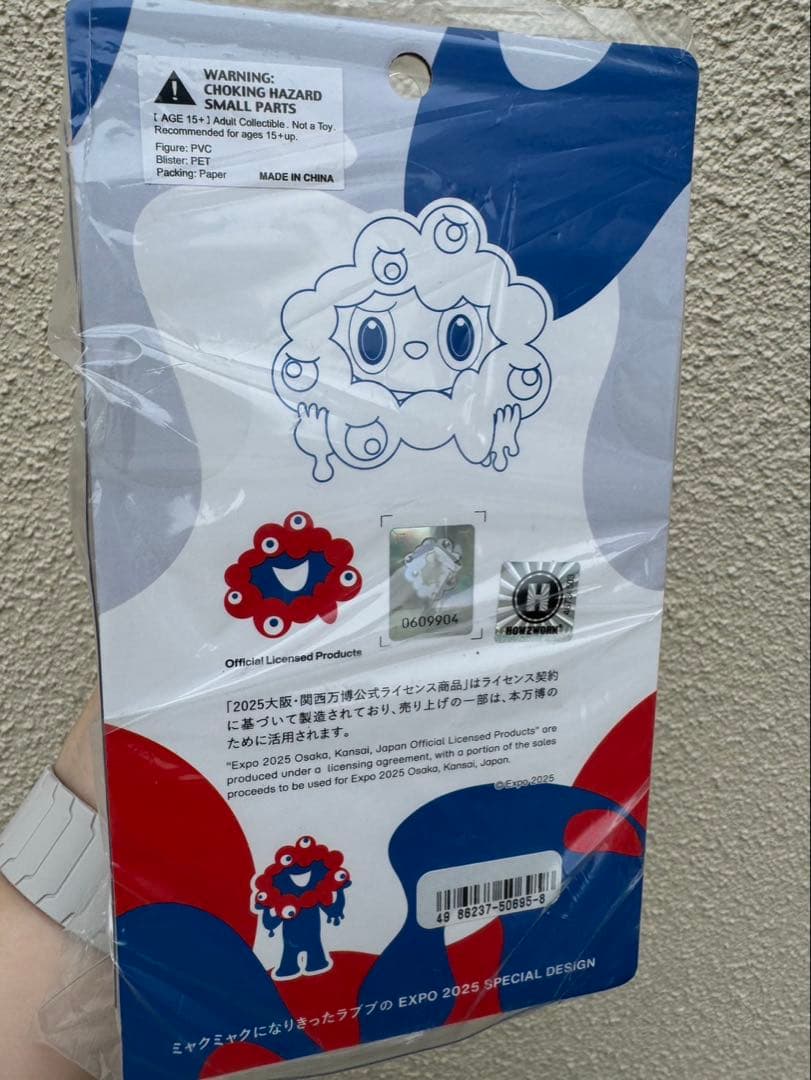 WARNING:
CHOKING HAZARD
SMALL PARTS
[ AGE 15+ ] Adult Collectible. Not a Toy.
Recommended for ages 15+up.
Figure: PVC
Blister: PET
Packing: Paper
MADE IN CHINA
0609904
H
HOW2WORK
Official Licensed Products
「2025大阪・関西万博公式ライセンス商品」はライセンス契約
に基づいて製造されており、売り上げの一部は、本万博の
ために活用されます。
"Expo 2025 Osaka, Kansai, Japan Official Licensed Products" are
produced under a licensing agreement, with a portion of the sales
proceeds to be used for Expo 2025 Osaka, Kansai, Japan.
©Expo 2025
49 86237-50695-8
ミャクミャクになりきったラブブの EXPO 2025 SPECIAL DESIGN